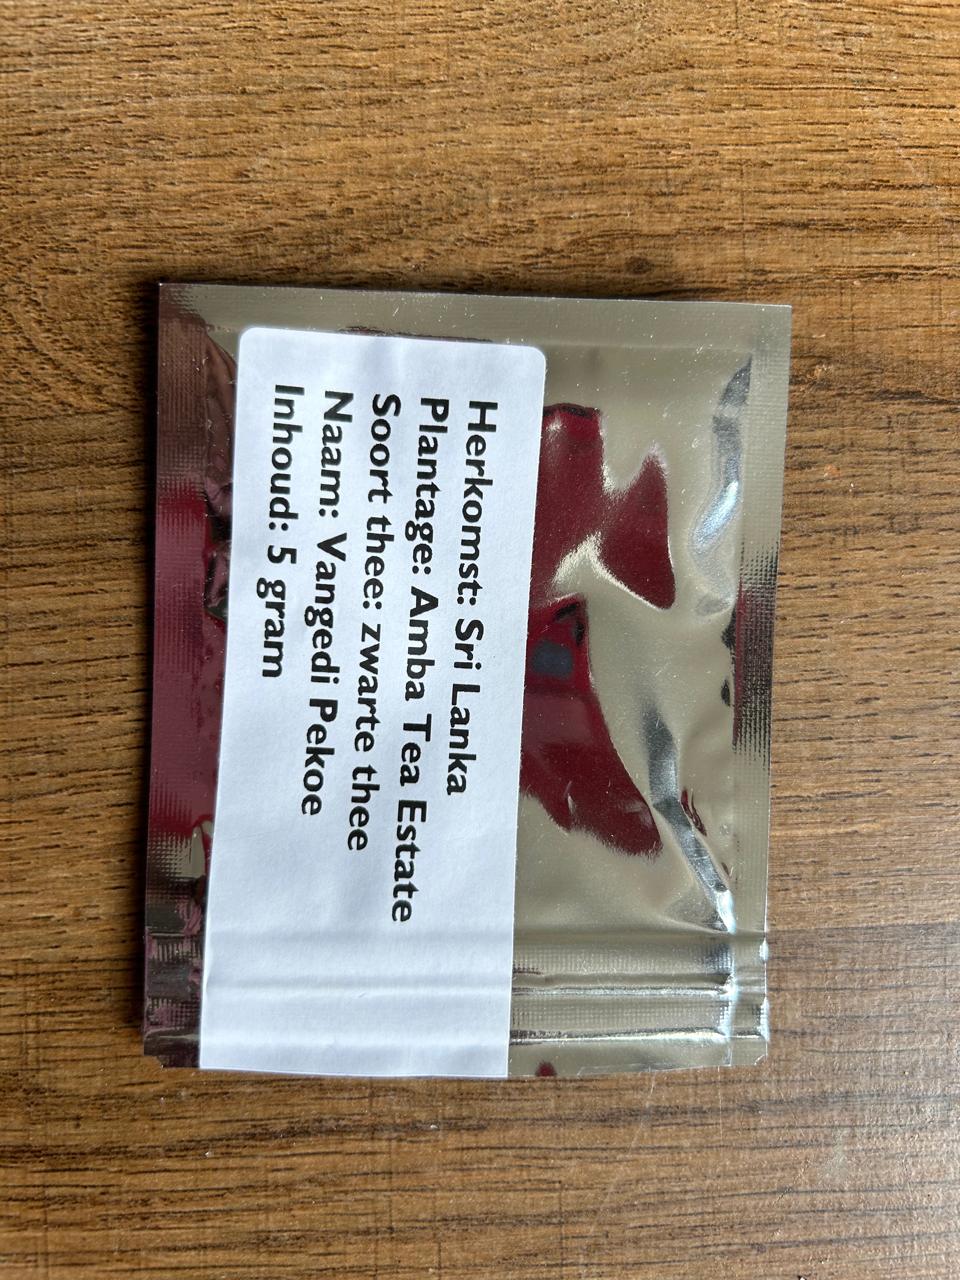 Herkomst: Sri Lanka
Plantage: Amba Tea Estate
Soort thee: zwarte thee
Naam: Vangedi Pekoe
Inhoud: 5 gram